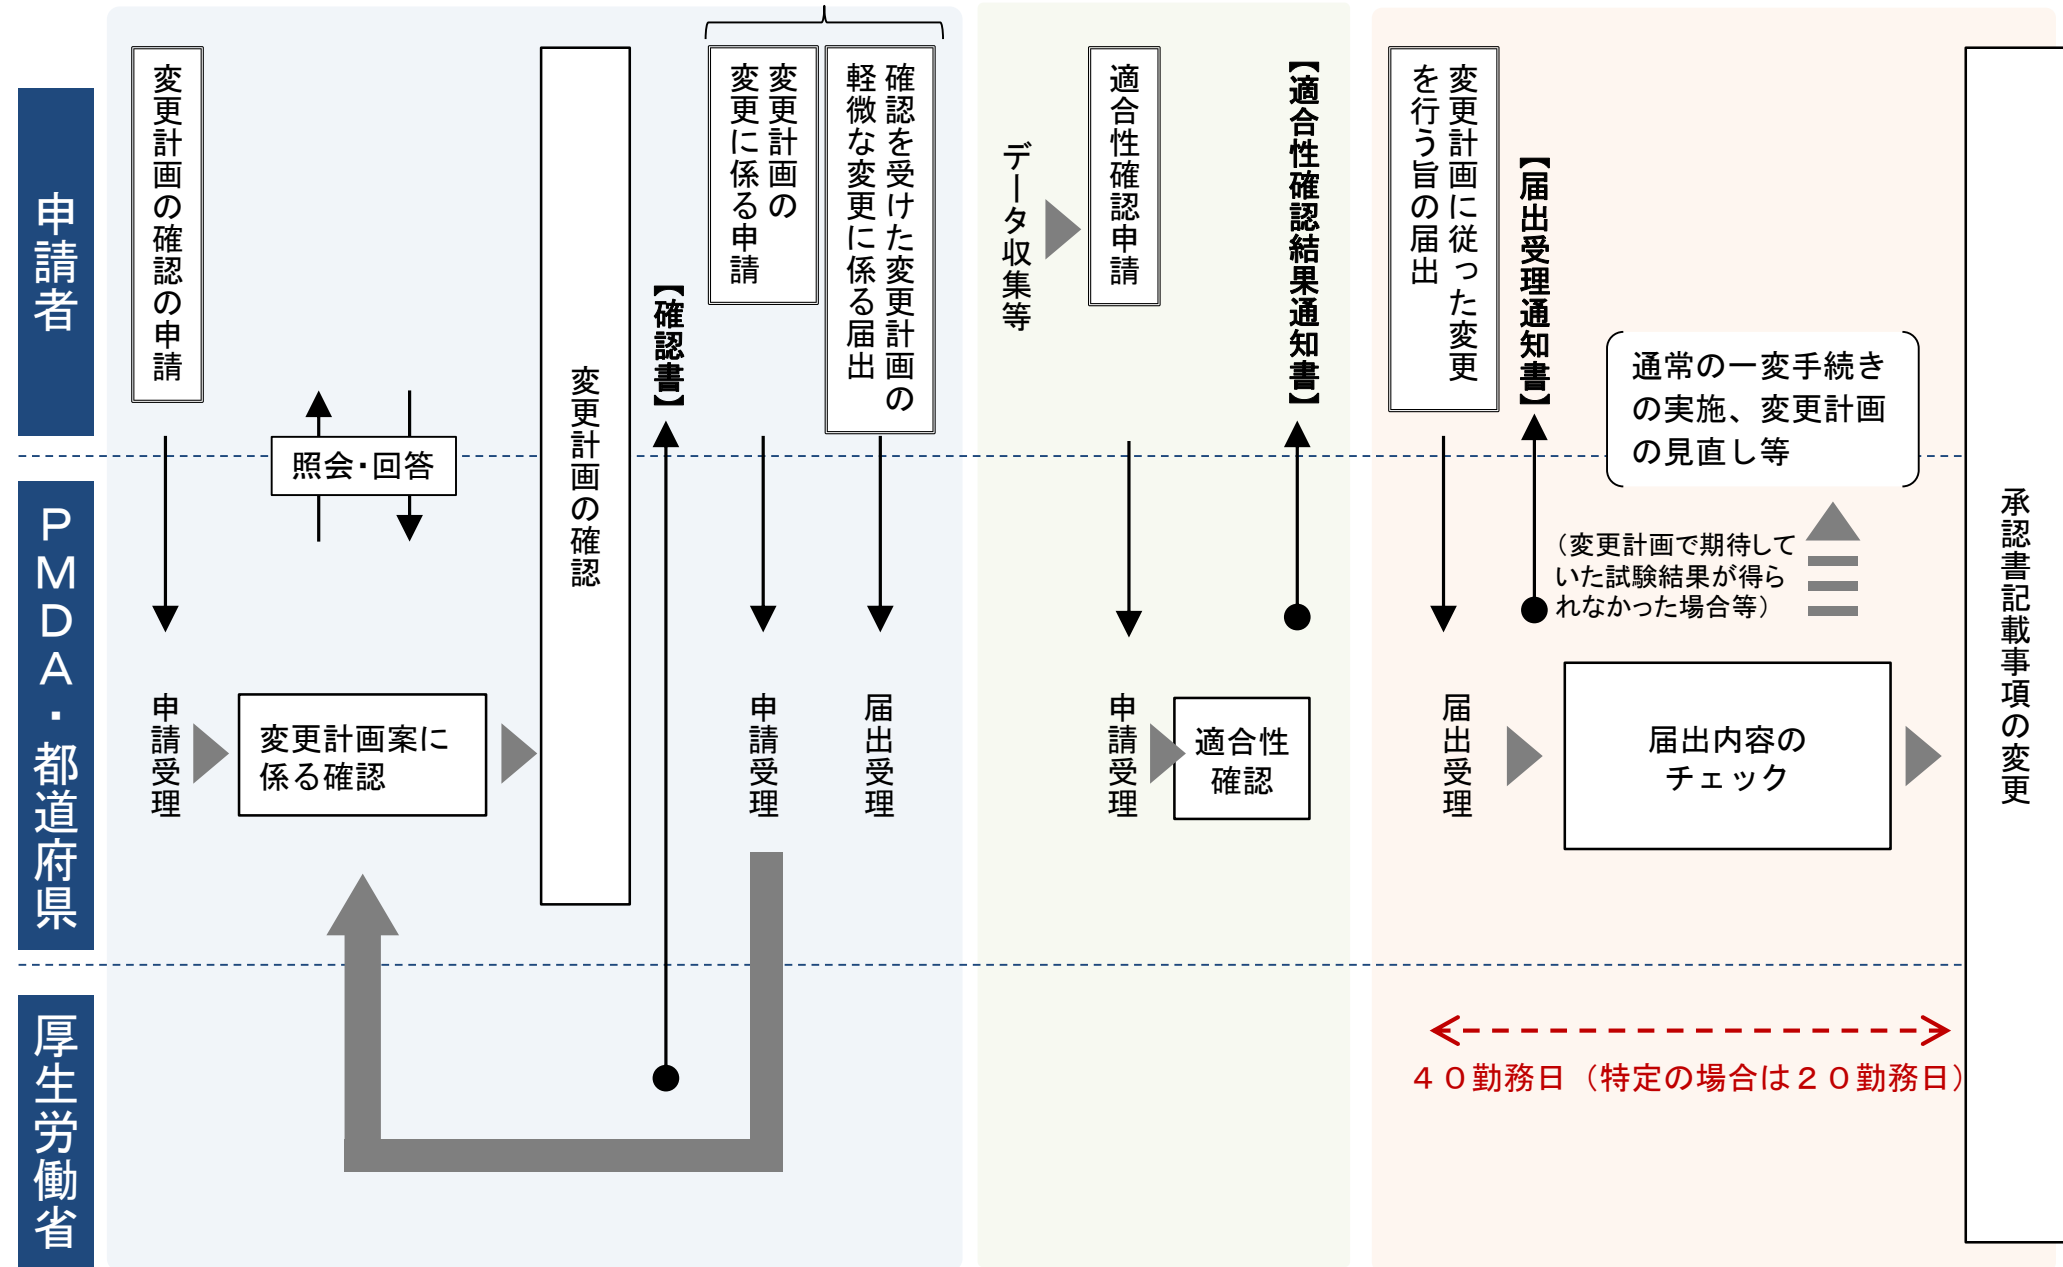 申請者
PMDA・都道府県
厚生労働省
変更計画の確認の申請
照会・回答
申請受理
変更計画案に
係る確認
変更計画の確認
【確認書】
変更計画の
変更に係る申請
確認を受けた変更計画の
軽微な変更に係る届出
申請受理
届出受理
データ収集等
適合性確認申請
申請受理
適合性
確認
【適合性確認結果通知書】
変更計画に従った変更
を行う旨の届出
【届出受理通知書】
届出受理
通常の一変手続き
の実施、変更計画
の見直し等
(変更計画で期待して
いた試験結果が得ら
れなかった場合等)
届出内容の
チェック
40勤務日(特定の場合は20勤務日)
承認書記載事項の変更